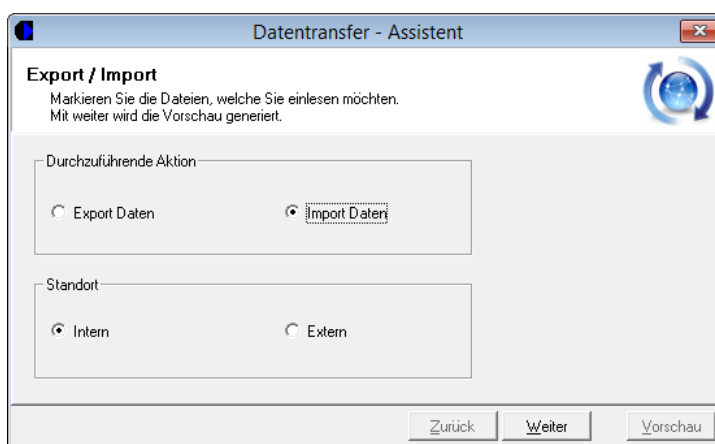 Datentransfer - Assistent
Export / Import
Markieren Sie die Dateien, welche Sie einlesen möchten.
Mit weiter wird die Vorschau generiert.
Durchzuführende Aktion
Export Daten
Import Daten
Standort
Intern
Extern
Zurück
Weiter
Vorschau